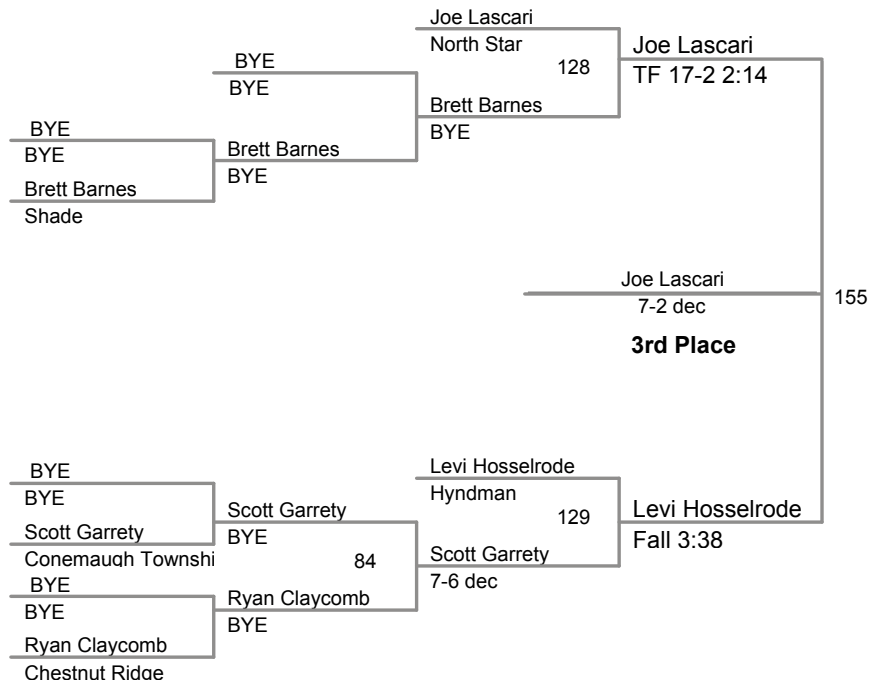 Joe Lascari
North Star
128
Joe Lascari
TF 17-2 2:14
BYE
BYE
Brett Barnes
BYE
BYE
BYE
Brett Barnes
BYE
Brett Barnes
Shade
Joe Lascari
7-2 dec
155
3rd Place
BYE
BYE
Scott Garrety
BYE
Scott Garrety
Conemaugh Townshi
Levi Hosselrode
Hyndman
129
Levi Hosselrode
Fall 3:38
84
Scott Garrety
7-6 dec
BYE
BYE
Ryan Claycomb
BYE
Ryan Claycomb
Chestnut Ridge